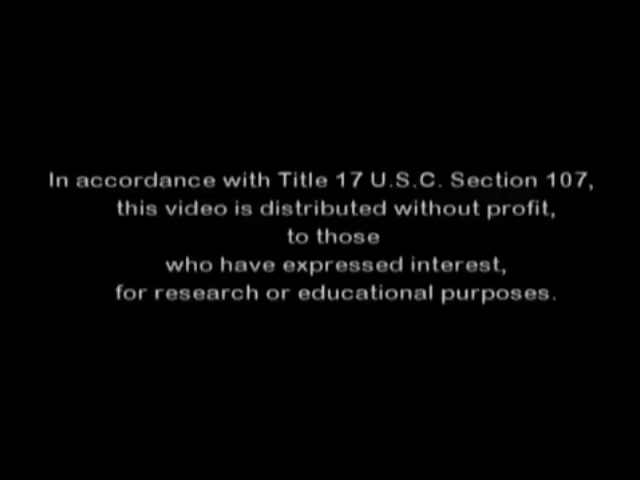 In accordance with Title 17 U.S.C. Section 107,
this video is distributed without profit,
to those
who have expressed interest,
for research or educational purposes.